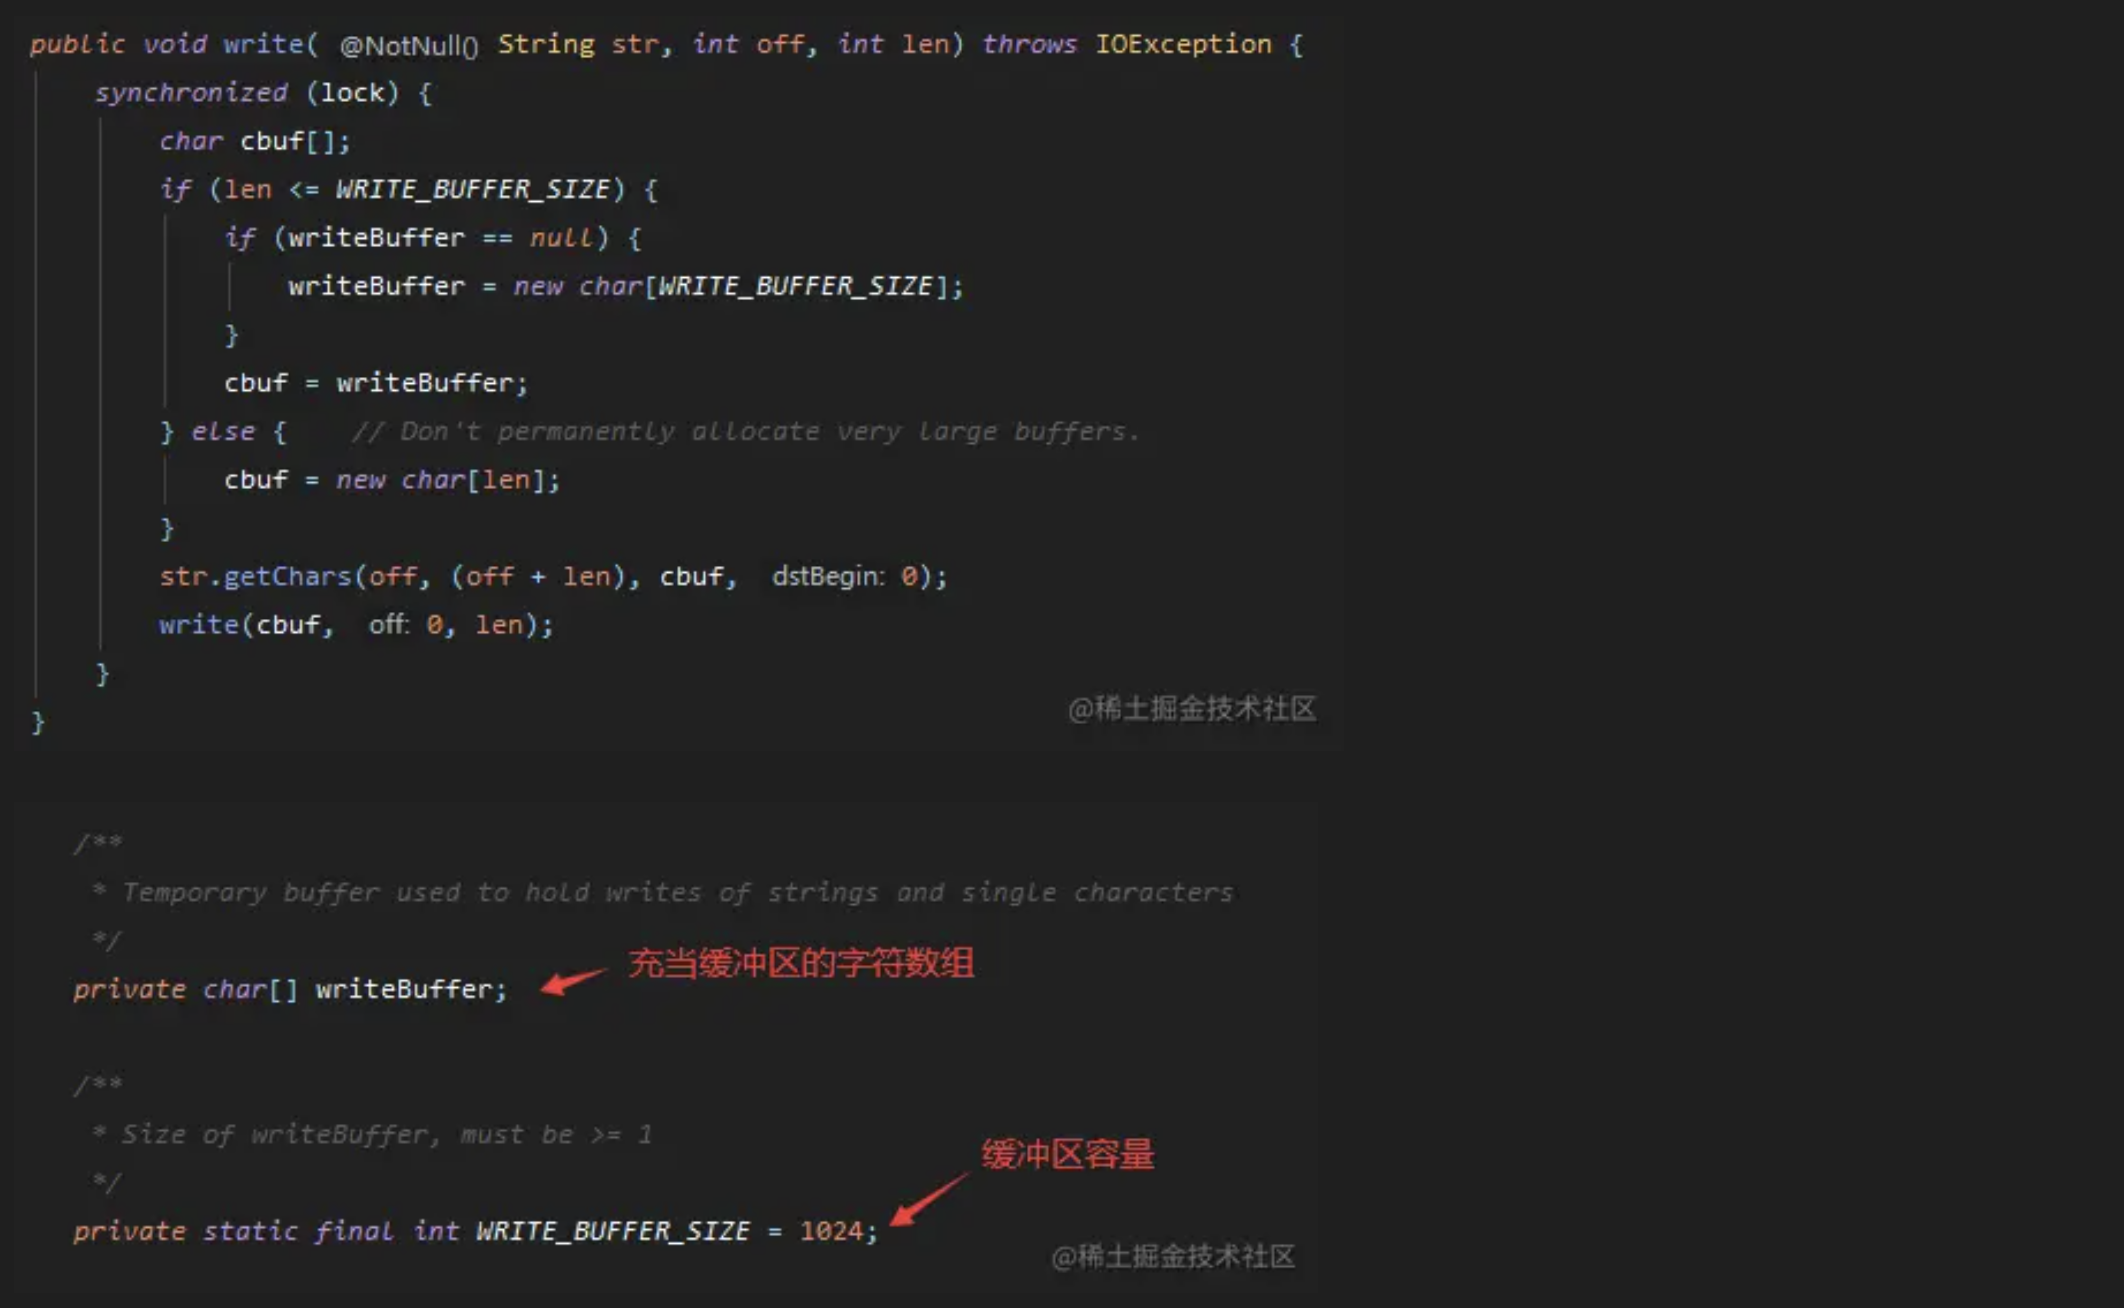 public void write( @NotNull() String str, int off, int len) throws IOException {
synchronized (lock) {
char cbuf[];
if (len <= WRITE_BUFFER_SIZE) {
if (writeBuffer == null) {
writeBuffer = new char[WRITE_BUFFER_SIZE];
}
cbuf = writeBuffer;
} else {    // Don't permanently allocate very large buffers.
cbuf = new char[len];
}
str.getChars(off, (off + len), cbuf, dstBegin: 0);
write(cbuf, off: 0, len);
}
}
@稀土掘金技术社区
/**
* Temporary buffer used to hold writes of strings and single characters
*/
充当缓冲区的字符数组
private char[] writeBuffer;
/**
* Size of writeBuffer, must be >= 1
*/
缓冲区容量
private static final int WRITE_BUFFER_SIZE = 1024;
@稀土掘金技术社区